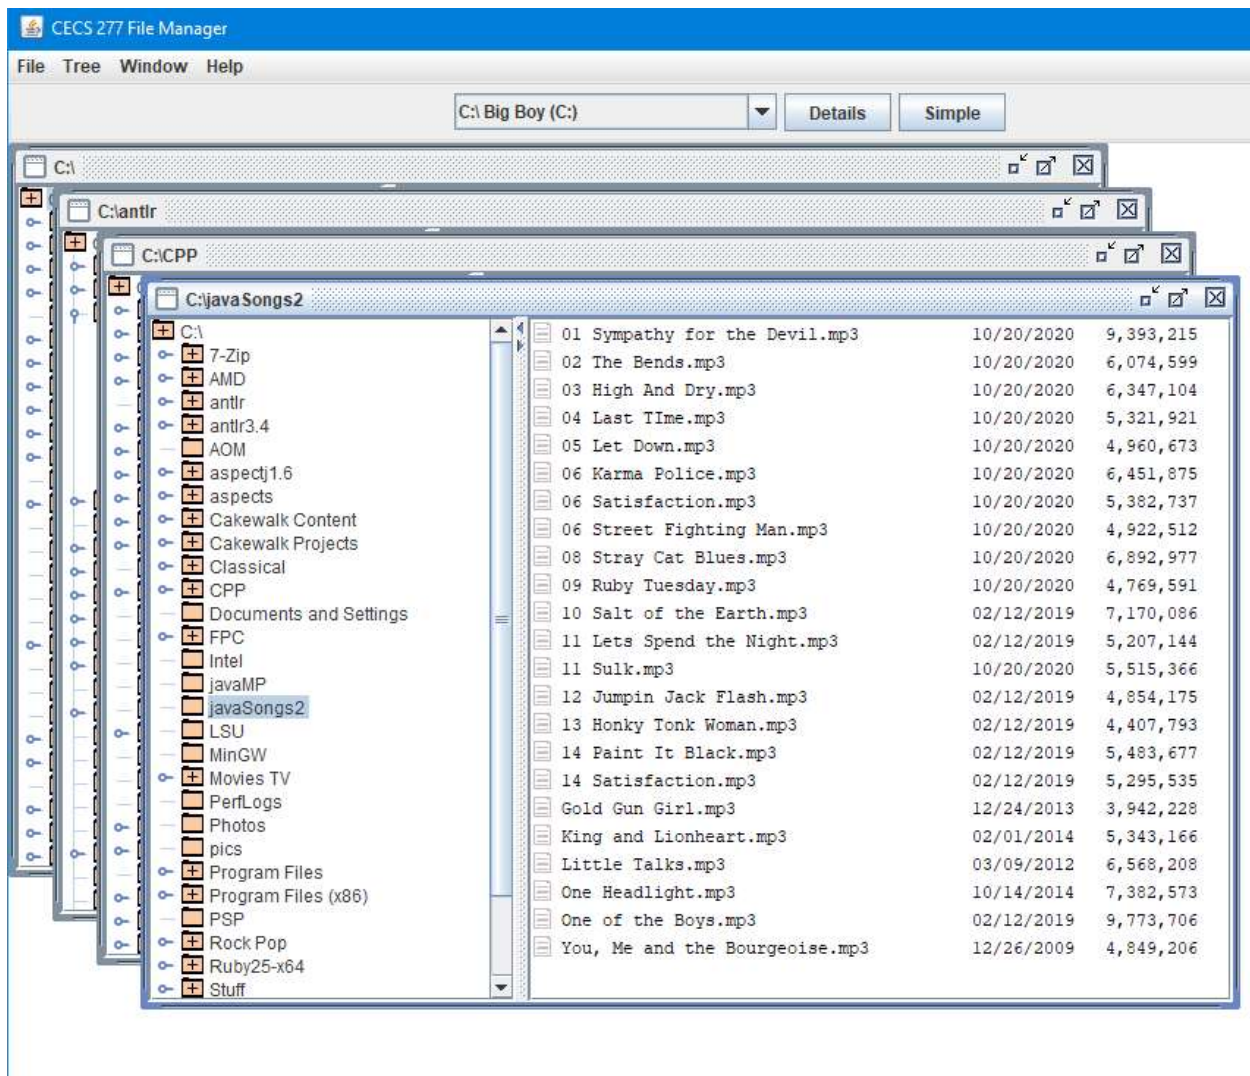 CECS 277 File Manager
File Tree Window Help
C:\ Big Boy (C:) Details Simple
C:\
C:\antlr
C:\CPP
C:\javaSongs2
C:\
7-Zip
AMD
antlr
antlr3.4
AOM
aspectj1.6
aspects
Cakewalk Content
Cakewalk Projects
Classical
CPP
Documents and Settings
FPC
Intel
javaMP
javaSongs2
LSU
MinGW
Movies TV
PerfLogs
Photos
pics
Program Files
Program Files (x86)
PSP
Rock Pop
Ruby25-x64
Stuff
01 Sympathy for the Devil.mp3 10/20/2020 9,393,215
02 The Bends.mp3 10/20/2020 6,074,599
03 High And Dry.mp3 10/20/2020 6,347,104
04 Last TIme.mp3 10/20/2020 5,321,921
05 Let Down.mp3 10/20/2020 4,960,673
06 Karma Police.mp3 10/20/2020 6,451,875
06 Satisfaction.mp3 10/20/2020 5,382,737
06 Street Fighting Man.mp3 10/20/2020 4,922,512
08 Stray Cat Blues.mp3 10/20/2020 6,892,977
09 Ruby Tuesday.mp3 10/20/2020 4,769,591
10 Salt of the Earth.mp3 02/12/2019 7,170,086
11 Lets Spend the Night.mp3 02/12/2019 5,207,144
11 Sulk.mp3 10/20/2020 5,515,366
12 Jumpin Jack Flash.mp3 02/12/2019 4,854,175
13 Honky Tonk Woman.mp3 02/12/2019 4,407,793
14 Paint It Black.mp3 02/12/2019 5,483,677
14 Satisfaction.mp3 02/12/2019 5,295,535
Gold Gun Girl.mp3 12/24/2013 3,942,228
King and Lionheart.mp3 02/01/2014 5,343,166
Little Talks.mp3 03/09/2012 6,568,208
One Headlight.mp3 10/14/2014 7,382,573
One of the Boys.mp3 02/12/2019 9,773,706
You, Me and the Bourgeoise.mp3 12/26/2009 4,849,206